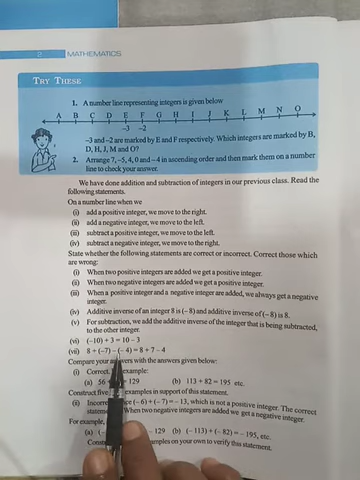 2 MATHEMATICS
TRY THESE
1. A number line representing integers is given below
A B C D E F G H I J K L M N O
–3 –2
–3 and –2 are marked by E and F respectively. Which integers are marked by B,
D, H, J, M and O?
2. Arrange 7, –5, 4, 0 and –4 in ascending order and then mark them on a number
line to check your answer.
We have done addition and subtraction of integers in our previous class. Read the
following statements.
On a number line when we
(i) add a positive integer, we move to the right.
(ii) add a negative integer, we move to the left.
(iii) subtract a positive integer, we move to the left.
(iv) subtract a negative integer, we move to the right.
State whether the following statements are correct or incorrect. Correct those which
are wrong:
(i) When two positive integers are added we get a positive integer.
(ii) When two negative integers are added we get a positive integer.
(iii) When a positive integer and a negative integer are added, we always get a negative
integer.
(iv) Additive inverse of an integer 8 is (– 8) and additive inverse of (– 8) is 8.
(v) For subtraction, we add the additive inverse of the integer that is being subtracted,
to the other integer.
(vi) (–10) + 3 = 10 – 3
(vii) 8 + (–7) – (– 4) = 8 + 7 – 4
Compare your answers with the answers given below:
(i) Correct. example:
(a) 56 + = 129 (b) 113 + 82 = 195 etc.
Construct five examples in support of this statement.
(ii) Incorrect (– 6) + (– 7) = – 13, which is not a positive integer. The correct
When two negative integers are added we get a negative integer.
For example,
(a) (– – 129 (b) (– 113) + (– 82) = – 195, etc.
on your own to verify this statement.